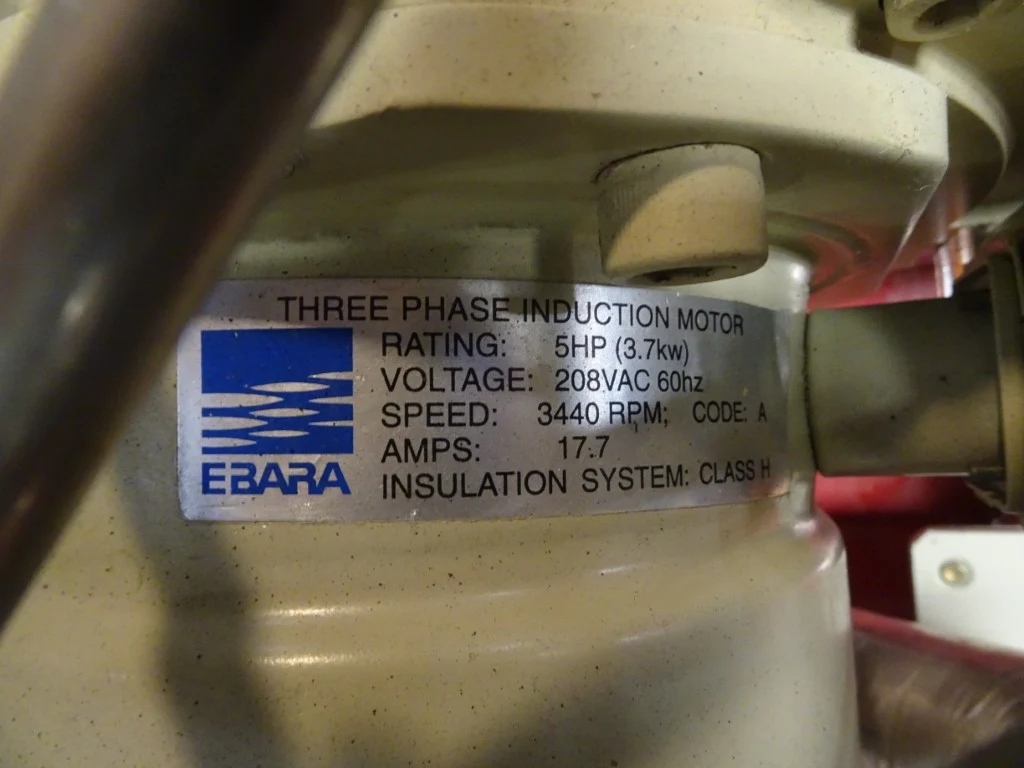 THREE PHASE INDUCTION MOTOR
RATING: 5HP (3.7kw)
VOLTAGE: 208VAC 60hz
SPEED: 3440 RPM; CODE: A
AMPS: 17.7
INSULATION SYSTEM: CLASS H
EBARA